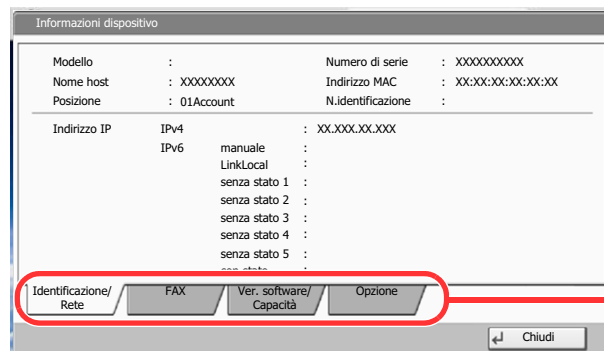 Informazioni dispositivo
Modello : Numero di serie : XXXXXXXXXX
Nome host : XXXXXXXX Indirizzo MAC : XX:XX:XX:XX:XX:XX
Posizione : 01Account N.identificazione :
Indirizzo IP IPv4 : XX.XXX.XX.XXX
IPv6 manuale :
LinkLocal :
senza stato 1 :
senza stato 2 :
senza stato 3 :
senza stato 4 :
senza stato 5 :
con stato :
Identificazione/ Rete
FAX
Ver. software/ Capacità
Opzione
Chiudi